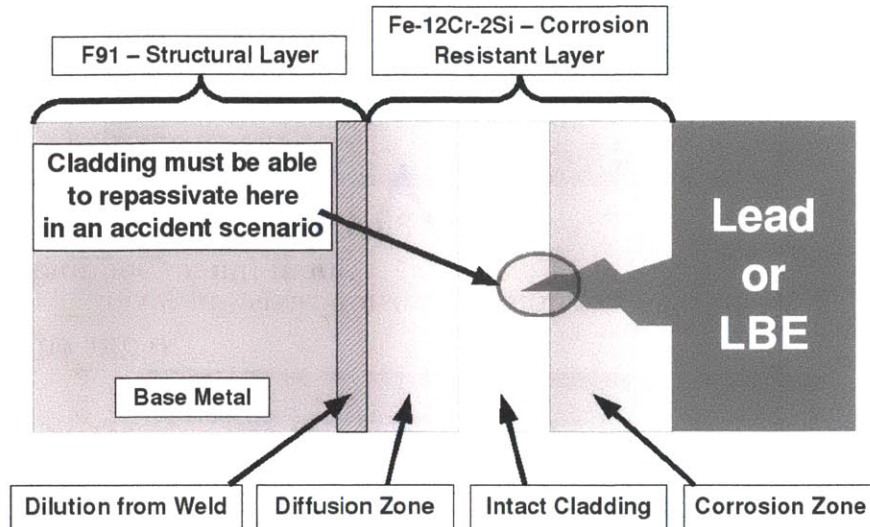 F91 – Structural Layer
Fe-12Cr-2Si – Corrosion
Resistant Layer
Cladding must be able
to repassivate here
in an accident scenario
Lead
or
LBE
Base Metal
Dilution from Weld
Diffusion Zone
Intact Cladding
Corrosion Zone